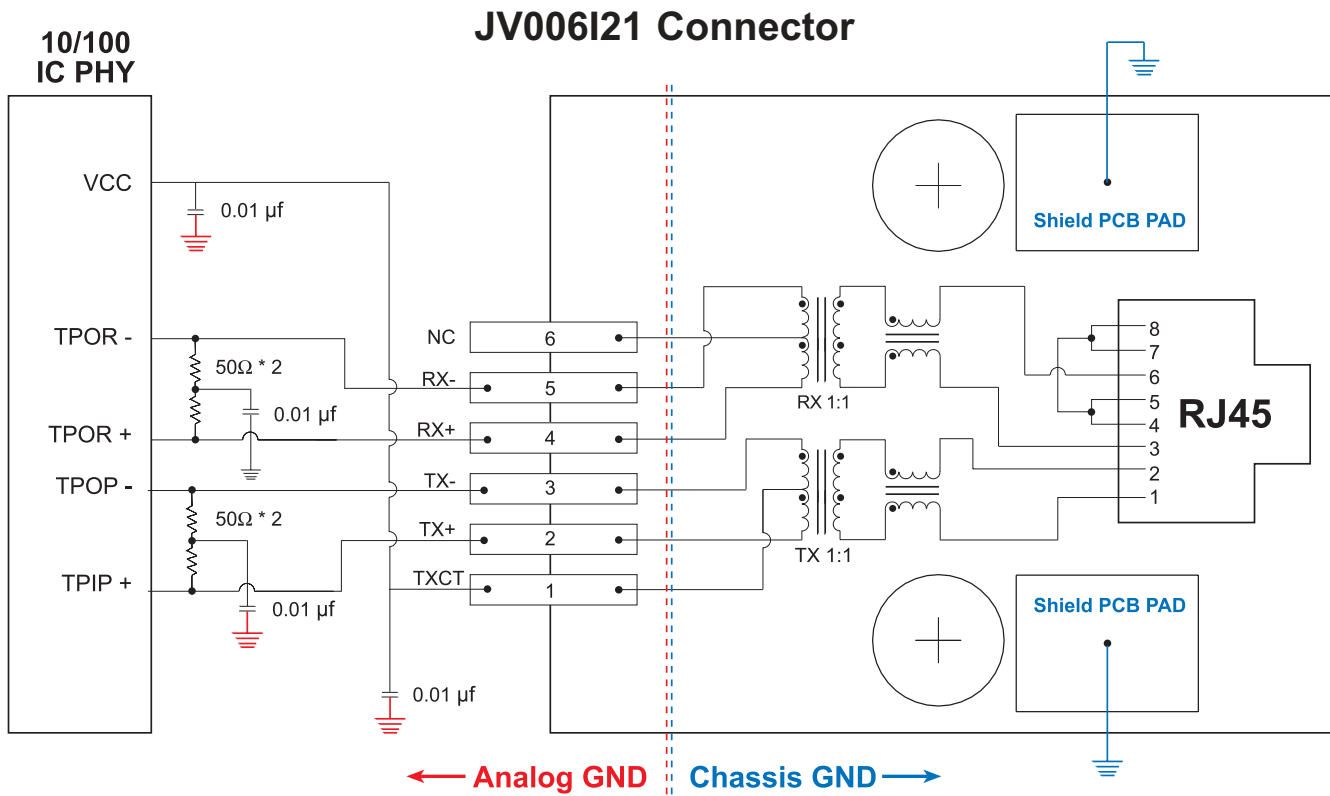 JV006I21 Connector
10/100
IC PHY
VCC
0.01 µf
Shield PCB PAD
TPOR -
50Ω * 2
0.01 µf
TPOR +
TPOP -
50Ω * 2
TPIP +
0.01 µf
0.01 µf
NC
6
RX-
5
RX+
4
TX-
3
TX+
2
TXCT
1
RX 1:1
TX 1:1
8
7
6
5
4
3
2
1
RJ45
Shield PCB PAD
Analog GND
Chassis GND